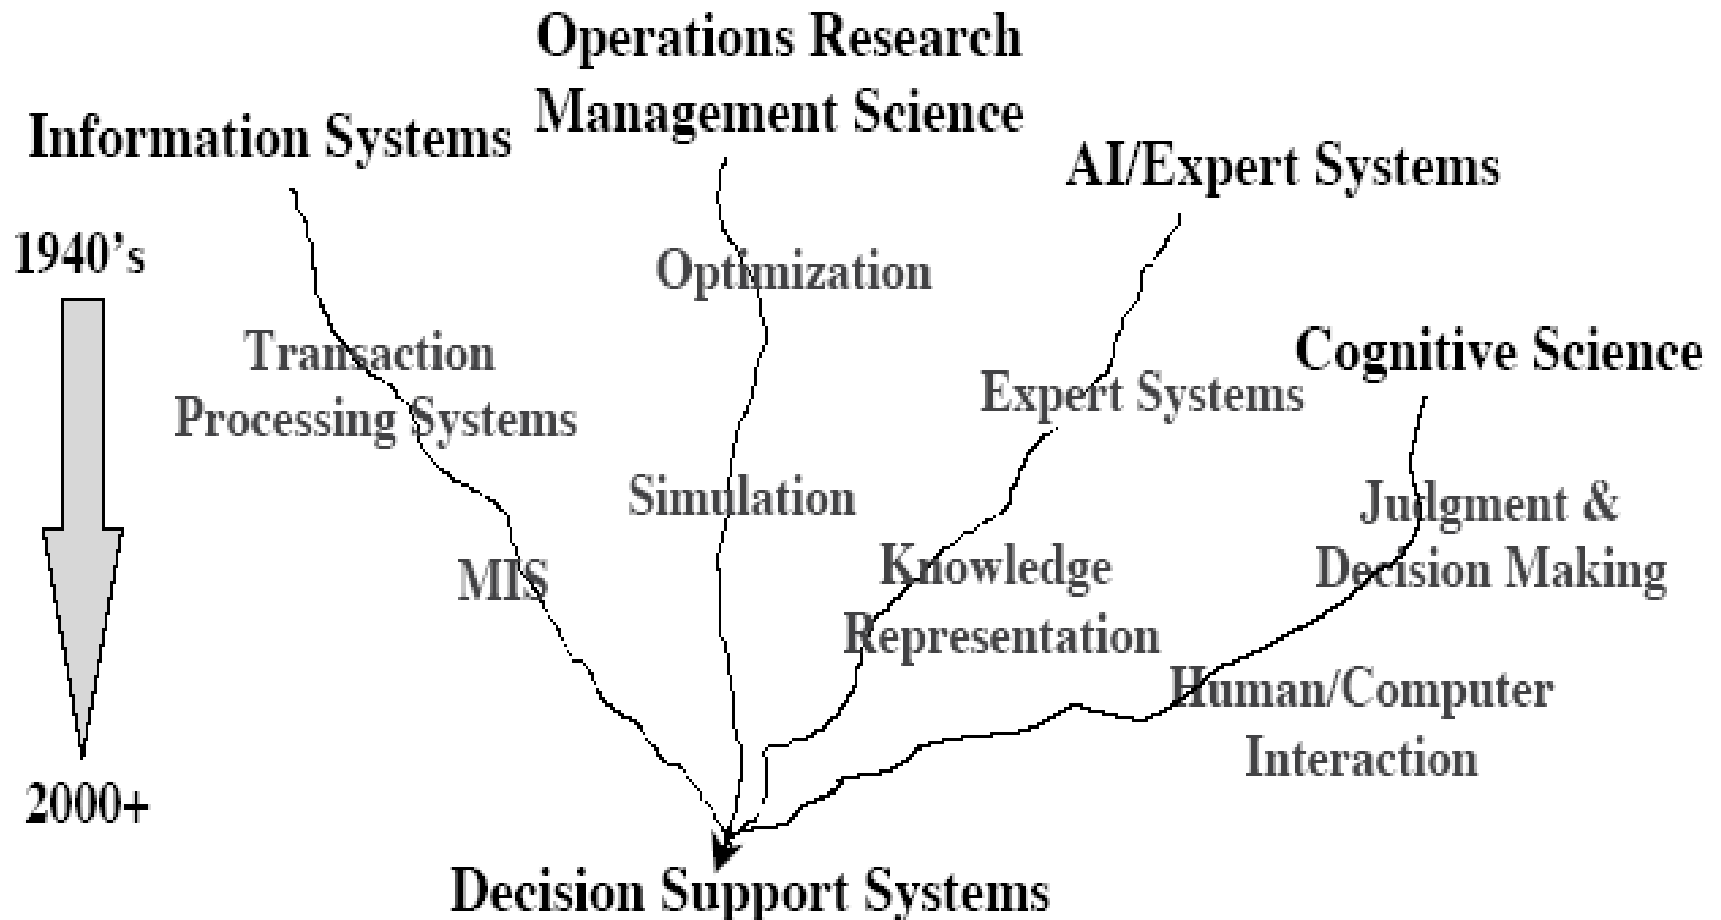 Operations Research
Management Science
Information Systems
AI/Expert Systems
1940's
Optimization
Transaction
Processing Systems
Cognitive Science
Expert Systems
Simulation
Judgment &
Decision Making
MIS
Knowledge
Representation
Human/Computer
Interaction
2000+
Decision Support Systems